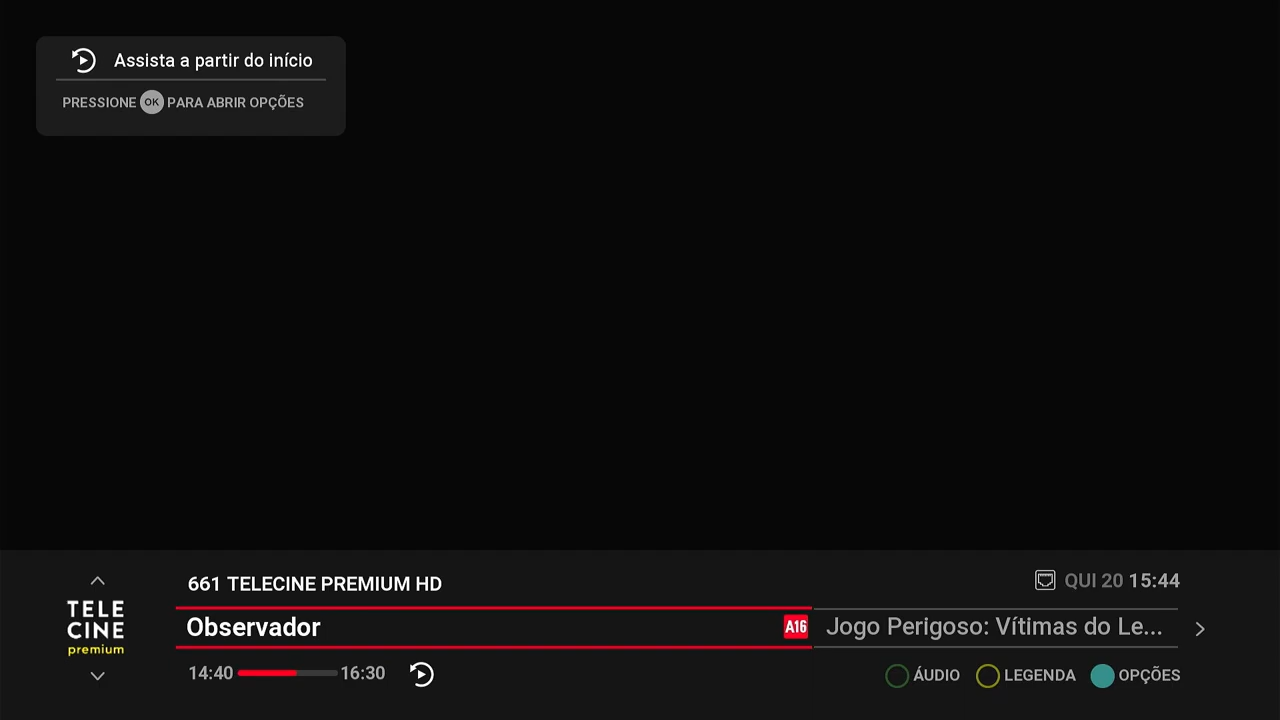 Assista a partir do início
PRESSIONE OK PARA ABRIR OPÇÕES
661 TELECINE PREMIUM HD
QUI 20 15:44
TELE
CINE
premium
Observador A16 Jogo Perigoso: Vítimas do Le...
14:40 16:30
ÁUDIO LEGENDA OPÇÕES